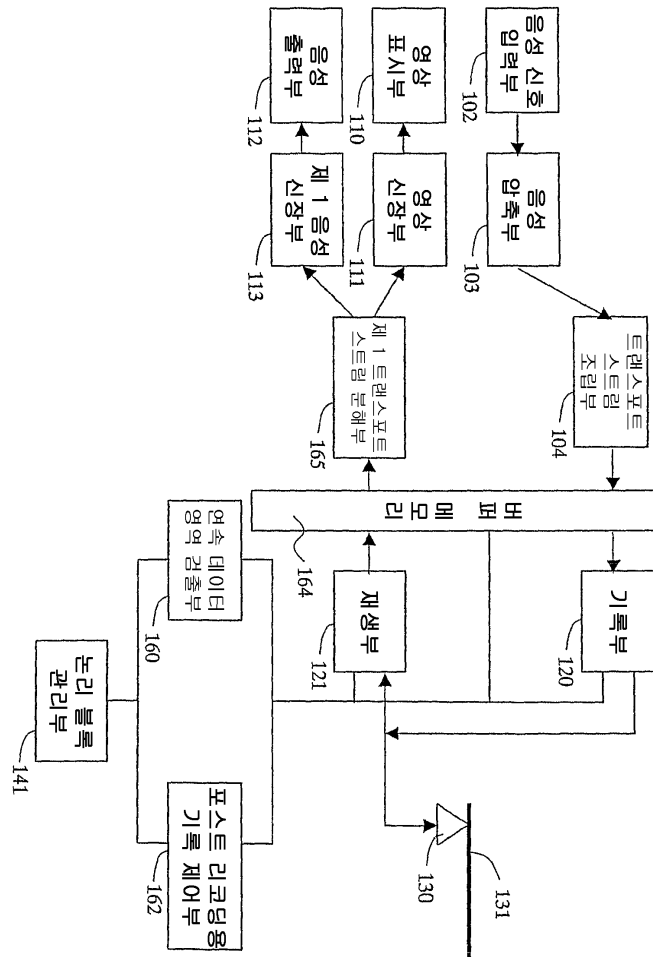 음성 신호
입력부
102
음성
압축부
103
트랜스포트
스트림
조립부
104
영상
표시부
110
영상
신장부
111
음성
출력부
112
제 1 음성
신장부
113
제 1 트랜스포트
스트림 분해부
165
버퍼 메모리
164
기록부
120
재생부
121
연속 데이터
영역 검출부
160
논리 블록
관리부
141
포스트 리코딩용
기록 제어부
162
130
131